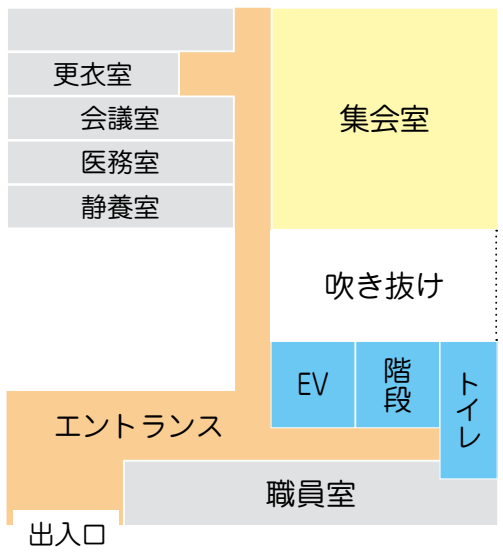 更衣室
会議室
医務室
静養室
集会室
吹き抜け
EV
階段
トイレ
エントランス
職員室
出入口